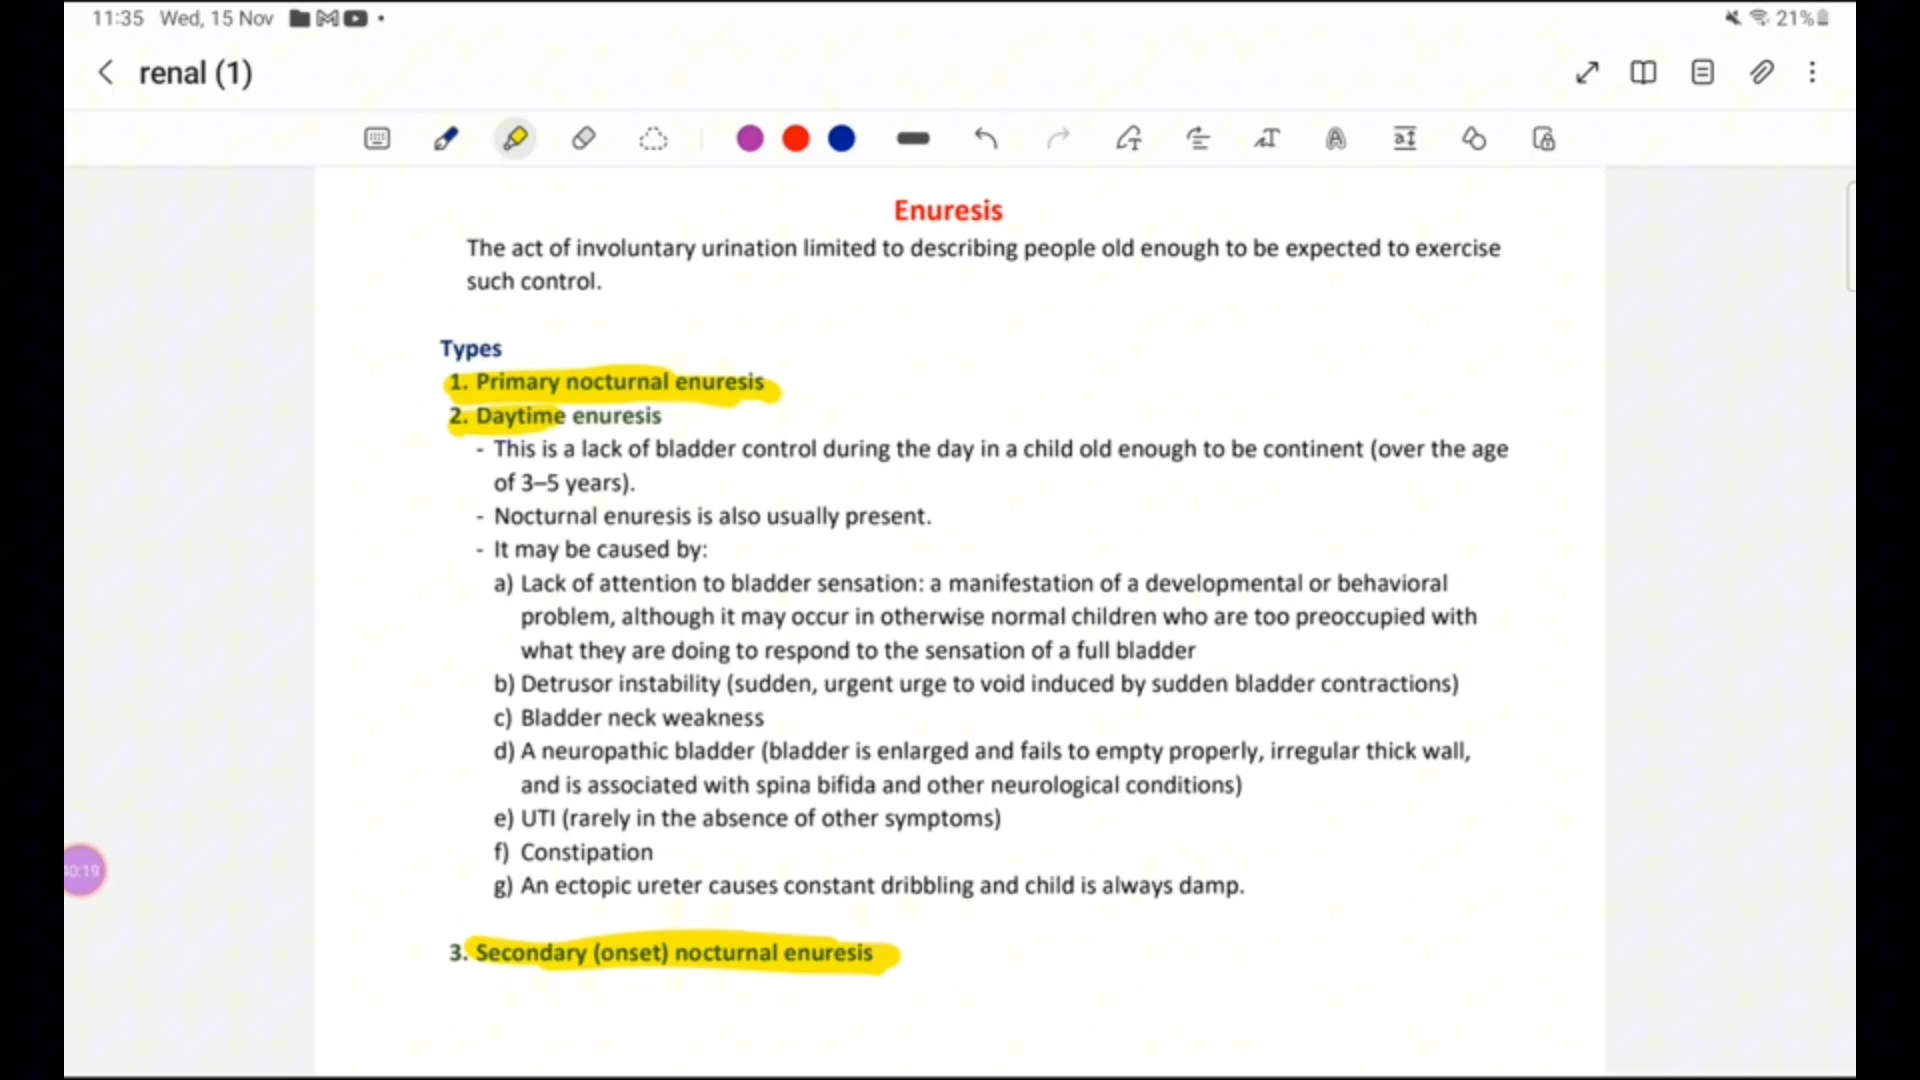 11:35 Wed, 15 Nov
21%
renal (1)
Enuresis
The act of involuntary urination limited to describing people old enough to be expected to exercise
such control.
Types
1. Primary nocturnal enuresis
2. Daytime enuresis
- This is a lack of bladder control during the day in a child old enough to be continent (over the age
of 3–5 years).
- Nocturnal enuresis is also usually present.
- It may be caused by:
a) Lack of attention to bladder sensation: a manifestation of a developmental or behavioral
problem, although it may occur in otherwise normal children who are too preoccupied with
what they are doing to respond to the sensation of a full bladder
b) Detrusor instability (sudden, urgent urge to void induced by sudden bladder contractions)
c) Bladder neck weakness
d) A neuropathic bladder (bladder is enlarged and fails to empty properly, irregular thick wall,
and is associated with spina bifida and other neurological conditions)
e) UTI (rarely in the absence of other symptoms)
f) Constipation
g) An ectopic ureter causes constant dribbling and child is always damp.
3. Secondary (onset) nocturnal enuresis